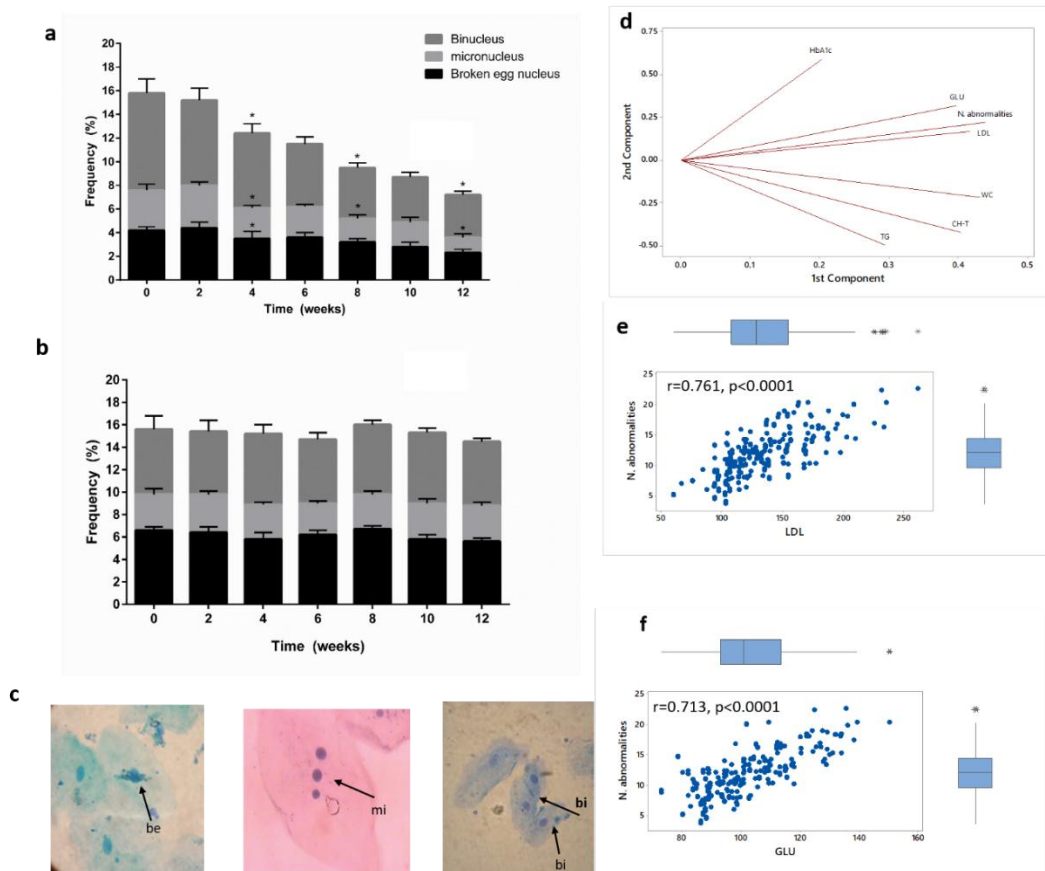 a
20
18
16
14
12
10
8
6
4
2
0
Frequency (%)
Binucleus
micronucleus
Broken egg nucleus
*
*
*
*
*
*
*
*
0 2 4 6 8 10 12
Time (weeks)
b
20
18
16
14
12
10
8
6
4
2
0
Frequency (%)
0 2 4 6 8 10 12
Time (weeks)
c
be
mi
bi
bi
d
0.75
0.50
0.25
0.00
-0.25
-0.50
2nd Component
HbA1c
GLU
N. abnormalities
LDL
WC
CH-T
TG
0.0 0.1 0.2 0.3 0.4 0.5
1st Component
e
r=0.761, p<0.0001
25
20
15
10
5
N. abnormalities
50 100 150 200 250
LDL
f
r=0.713, p<0.0001
25
20
15
10
5
N. abnormalities
80 100 120 140 160
GLU